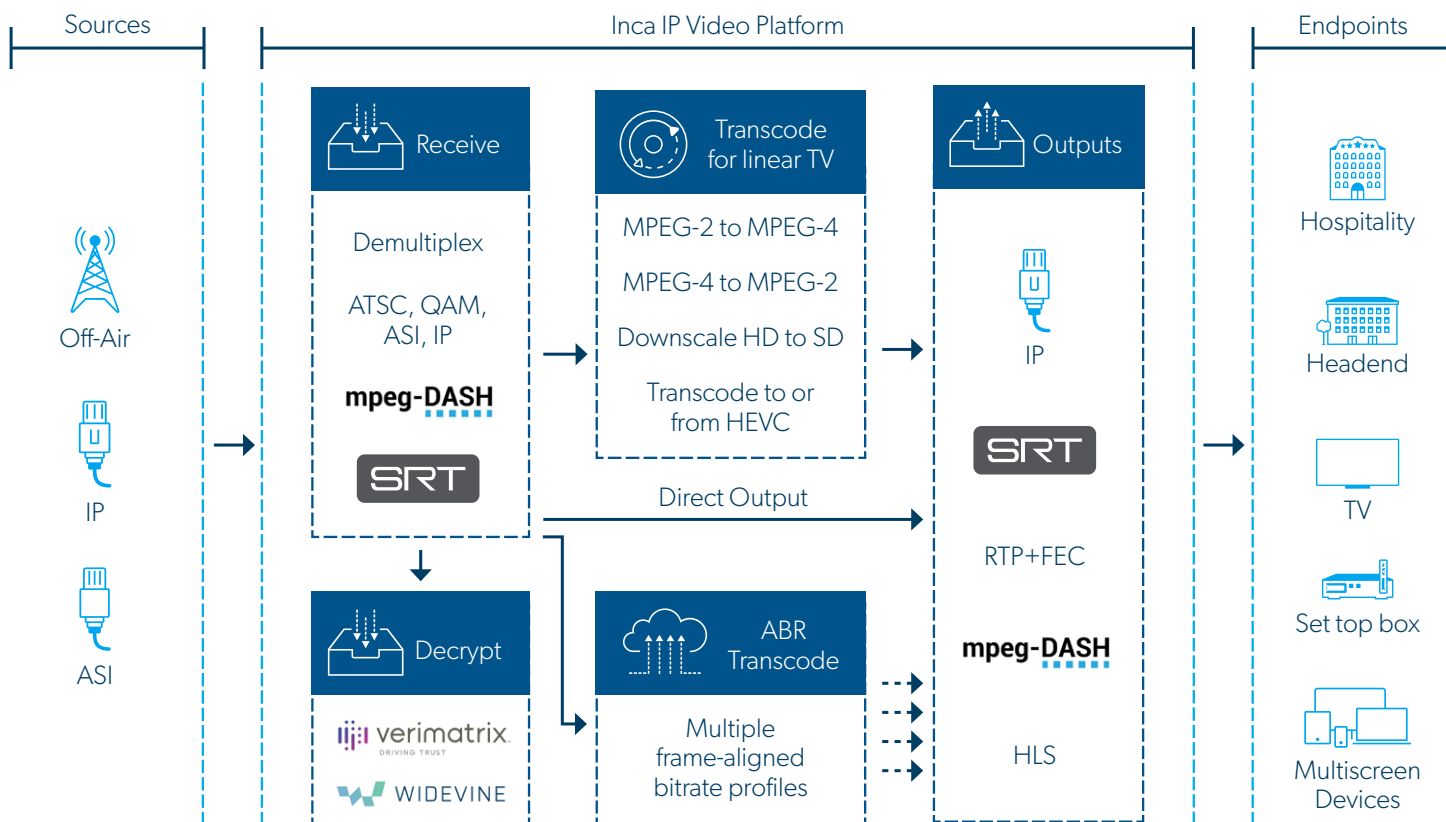 Sources
Inca IP Video Platform
Endpoints
Off-Air
U
IP
ASI
Receive
Demultiplex
ATSC, QAM,
ASI, IP
mpeg-DASH
SRT
Decrypt
verimatrix.
DRIVING TRUST
WIDEVINE
Transcode
for linear TV
MPEG-2 to MPEG-4
MPEG-4 to MPEG-2
Downscale HD to SD
Transcode to or
from HEVC
Direct Output
ABR
Transcode
Multiple
frame-aligned
bitrate profiles
Outputs
U
IP
SRT
RTP+FEC
mpeg-DASH
HLS
Hospitality
Headend
TV
Set top box
Multiscreen
Devices